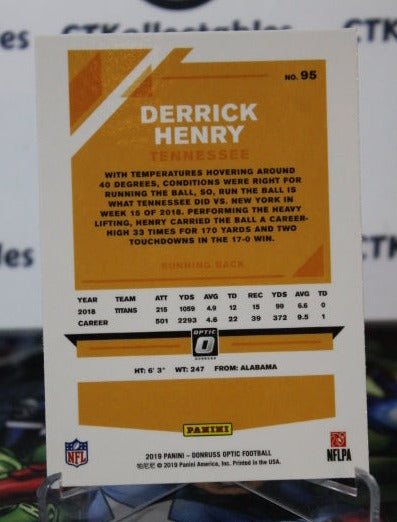 CTKollectables
NO. 95
DERRICK
HENRY
TENNESSEE
WITH TEMPERATURES HOVERING AROUND
40 DEGREES, CONDITIONS WERE RIGHT FOR
RUNNING THE BALL, SO, RUN THE BALL IS
WHAT TENNESSEE DID VS. NEW YORK IN
WEEK 15 OF 2018. PERFORMING THE HEAVY
LIFTING, HENRY CARRIED THE BALL A CAREER-
HIGH 33 TIMES FOR 170 YARDS AND TWO
TOUCHDOWNS IN THE 17-0 WIN.
RUNNING BACK
YEAR TEAM ATT YDS AVG TD REC YDS AVG TD
2018 TITANS 215 1059 4.9 12 15 99 6.6 0
CAREER 501 2293 4.6 22 39 372 9.5 1
OPTIC
DONRUSS
HT: 6' 3" WT: 247 FROM: ALABAMA
PANINI
NFL
NFLPA
2019 PANINI - DONRUSS OPTIC FOOTBALL
帕尼尼 © 2019 Panini America, Inc. Printed in the USA.